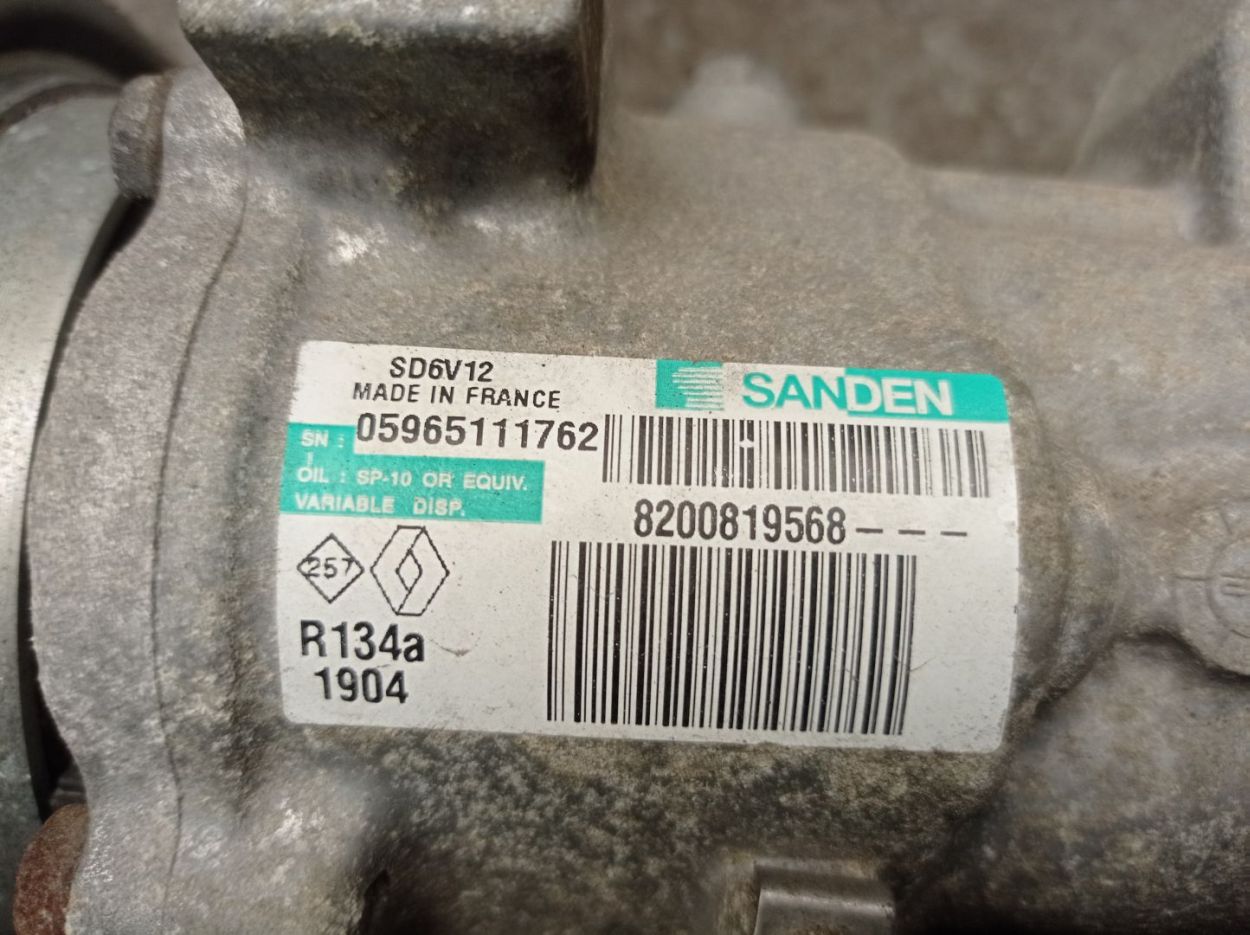 SD6V12
MADE IN FRANCE
SANDEN
SN : 05965111762
OIL : SP-10 OR EQUIV.
VARIABLE DISP.
8200819568---
257
R134a
1904